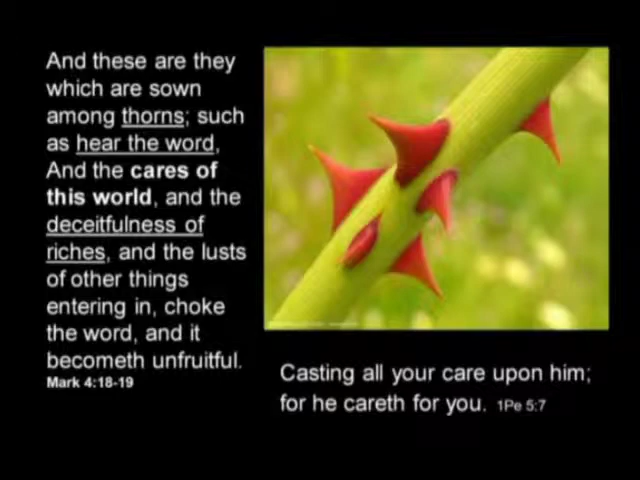 And these are they
which are sown
among thorns; such
as hear the word,
And the cares of
this world, and the
deceitfulness of
riches, and the lusts
of other things
entering in, choke
the word, and it
becometh unfruitful.
Mark 4:18-19
Casting all your care upon him;
for he careth for you. 1Pe 5:7